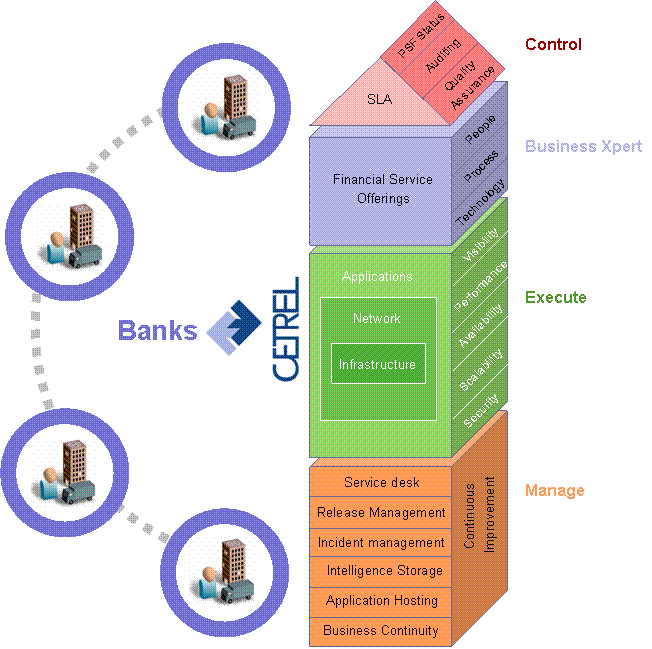 PSF Status
Auditing
Quality
Assurance
SLA
Control
People
Process
Technology
Financial Service
Offerings
Business Xpert
Visibility
Performance
Availability
Scalability
Security
Applications
Network
Infrastructure
Execute
Banks
CETREL
Service desk
Release Management
Incident management
Intelligence Storage
Application Hosting
Business Continuity
Continuous
Improvement
Manage